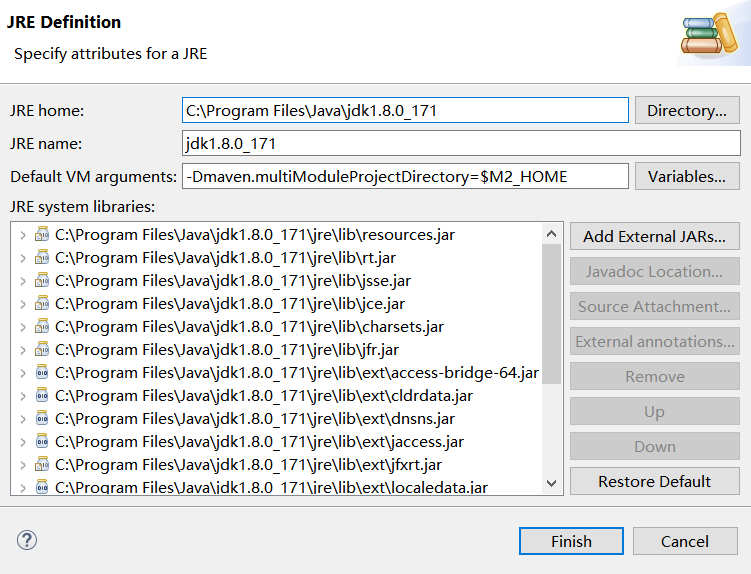 JRE Definition
Specify attributes for a JRE
JRE home: C:\Program Files\Java\jdk1.8.0_171 Directory...
JRE name: jdk1.8.0_171
Default VM arguments: -Dmaven.multiModuleProjectDirectory=$M2_HOME Variables...
JRE system libraries:
C:\Program Files\Java\jdk1.8.0_171\jre\lib\resources.jar
C:\Program Files\Java\jdk1.8.0_171\jre\lib\rt.jar
C:\Program Files\Java\jdk1.8.0_171\jre\lib\jsse.jar
C:\Program Files\Java\jdk1.8.0_171\jre\lib\jce.jar
C:\Program Files\Java\jdk1.8.0_171\jre\lib\charsets.jar
C:\Program Files\Java\jdk1.8.0_171\jre\lib\jfr.jar
C:\Program Files\Java\jdk1.8.0_171\jre\lib\ext\access-bridge-64.jar
C:\Program Files\Java\jdk1.8.0_171\jre\lib\ext\cldrdata.jar
C:\Program Files\Java\jdk1.8.0_171\jre\lib\ext\dnsns.jar
C:\Program Files\Java\jdk1.8.0_171\jre\lib\ext\jaccess.jar
C:\Program Files\Java\jdk1.8.0_171\jre\lib\ext\jfxrt.jar
C:\Program Files\Java\jdk1.8.0_171\jre\lib\ext\localedata.jar
Add External JARs...
Javadoc Location...
Source Attachment...
External annotations...
Remove
Up
Down
Restore Default
? Finish Cancel